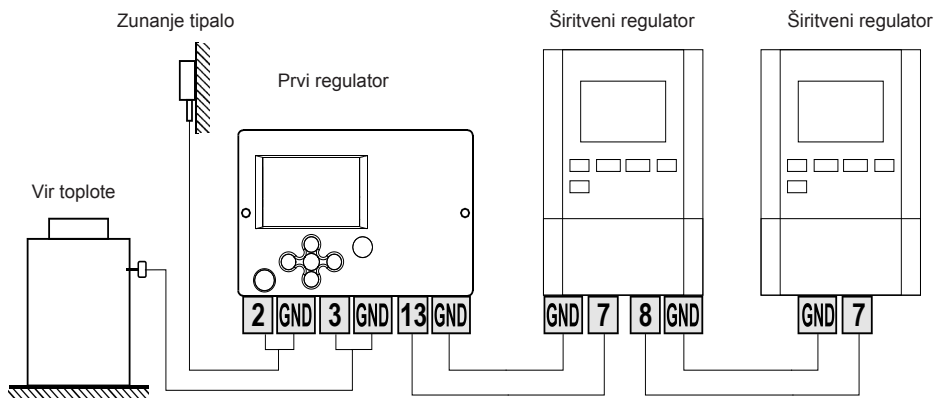 Zunanje tipalo
Širitveni regulator
Širitveni regulator
Prvi regulator
Vir toplote
2 GND 3 GND 13 GND
GND 7 8 GND
GND 7